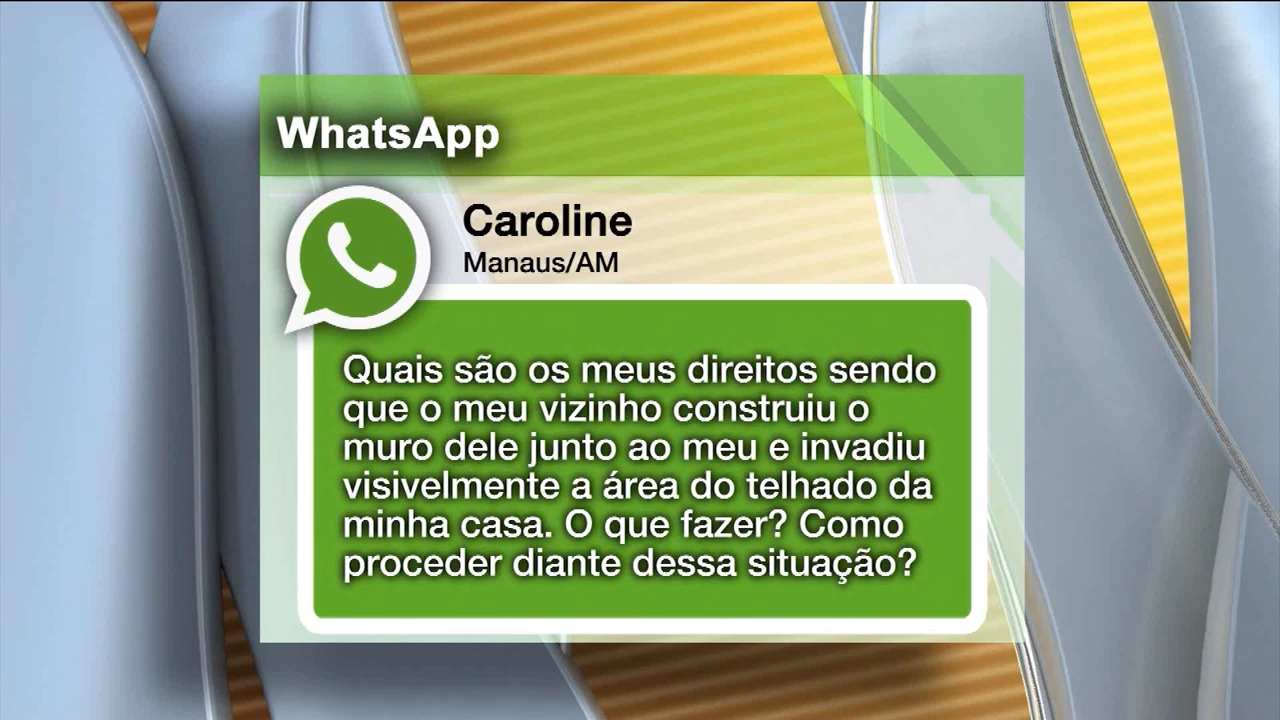 WhatsApp
Caroline
Manaus/AM
Quais são os meus direitos sendo
que o meu vizinho construiu o
muro dele junto ao meu e invadiu
visivelmente a área do telhado da
minha casa. O que fazer? Como
proceder diante dessa situação?